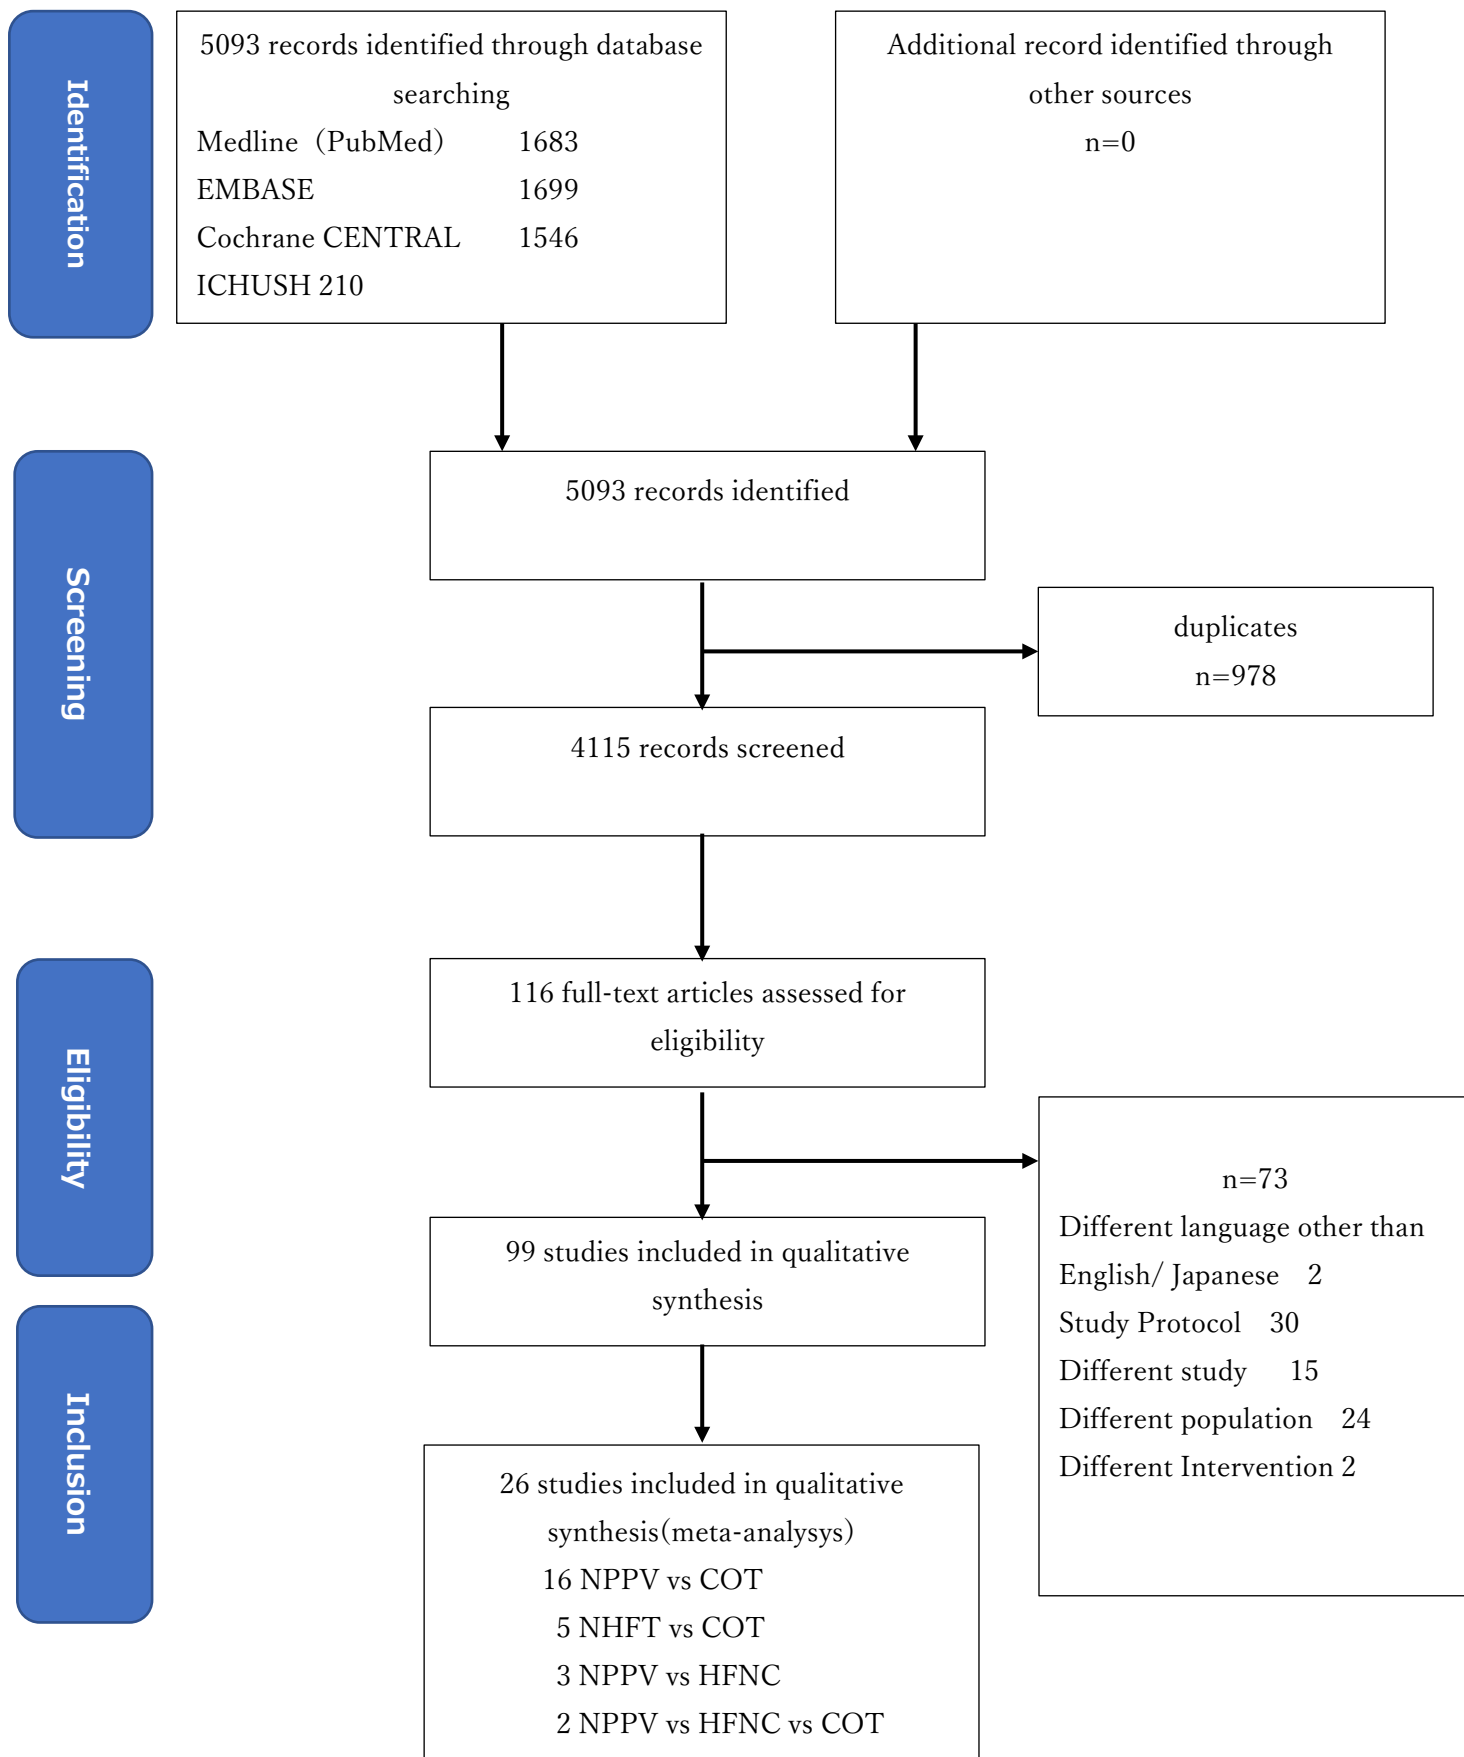 Identification
5093 records identified through database
searching
Medline（PubMed） 1683
EMBASE 1699
Cochrane CENTRAL 1546
ICHUSH 210
Additional record identified through
other sources
n=0
Screening
5093 records identified
duplicates
n=978
4115 records screened
Eligibility
116 full-text articles assessed for
eligibility
n=73
Different language other than
English/ Japanese 2
Study Protocol 30
Different study 15
Different population 24
Different Intervention 2
99 studies included in qualitative
synthesis
Inclusion
26 studies included in qualitative
synthesis(meta-analysys)
16 NPPV vs COT
5 NHFT vs COT
3 NPPV vs HFNC
2 NPPV vs HFNC vs COT